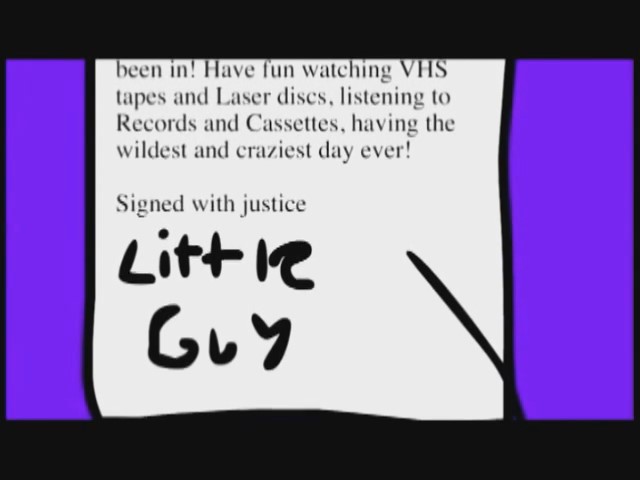 been in! Have fun watching VHS
tapes and Laser discs, listening to
Records and Cassettes, having the
wildest and craziest day ever!
Signed with justice
Little
Guy